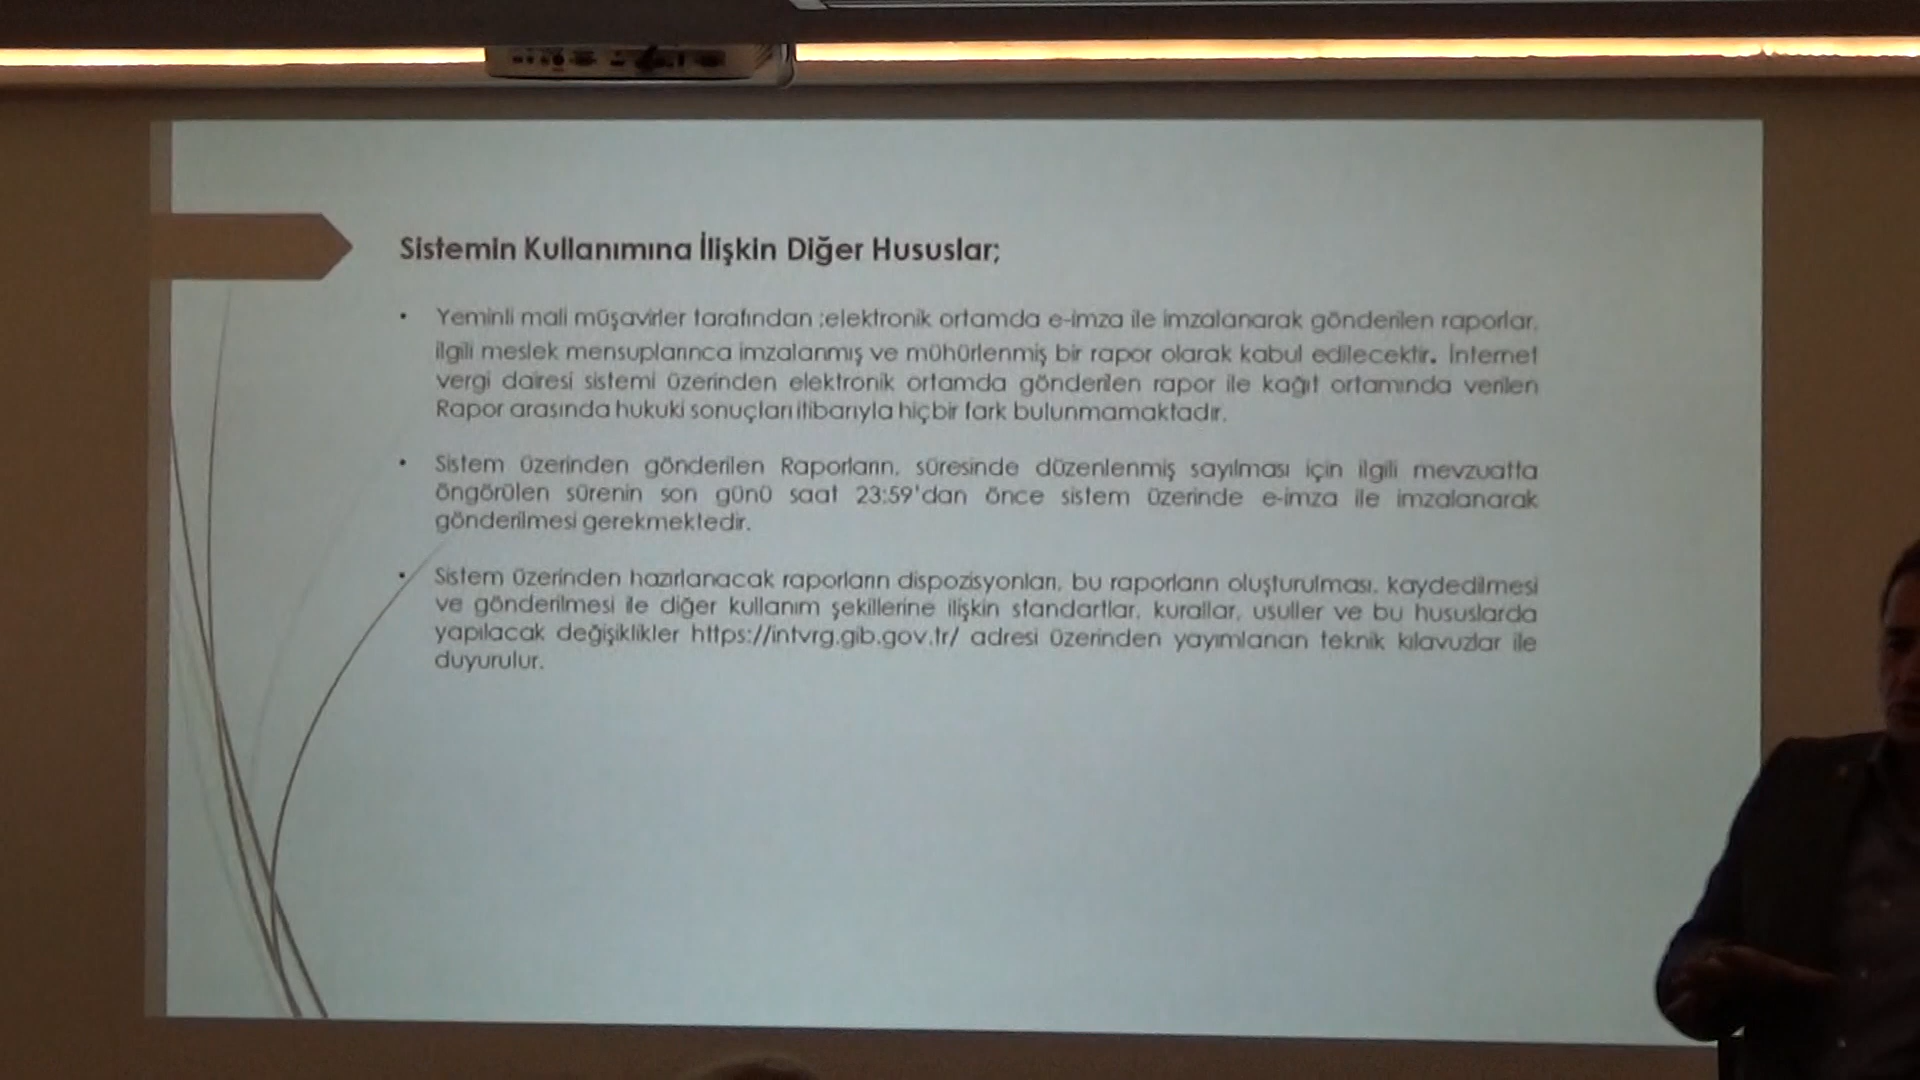 Sistemin Kullanımına İlişkin Diğer Hususlar;
• Yeminli mali müşavirler tarafından ;elektronik ortamda e-imza ile imzalanarak gönderilen raporlar,
ilgili meslek mensuplarınca imzalanmış ve mühürlenmiş bir rapor olarak kabul edilecektir. İnternet
vergi dairesi sistemi üzerinden elektronik ortamda gönderilen rapor ile kağıt ortamında verilen
Rapor arasında hukuki sonuçları itibarıyla hiçbir fark bulunmamaktadır.
• Sistem üzerinden gönderilen Raporların, süresinde düzenlenmiş sayılması için ilgili mevzuatta
öngörülen sürenin son günü saat 23:59'dan önce sistem üzerinde e-imza ile imzalanarak
gönderilmesi gerekmektedir.
• Sistem üzerinden hazırlanacak raporların dispozisyonları, bu raporların oluşturulması, kaydedilmesi
ve gönderilmesi ile diğer kullanım şekillerine ilişkin standartlar, kurallar, usuller ve bu hususlarda
yapılacak değişiklikler https://intvrg.gib.gov.tr/ adresi üzerinden yayımlanan teknik kılavuzlar ile
duyurulur.